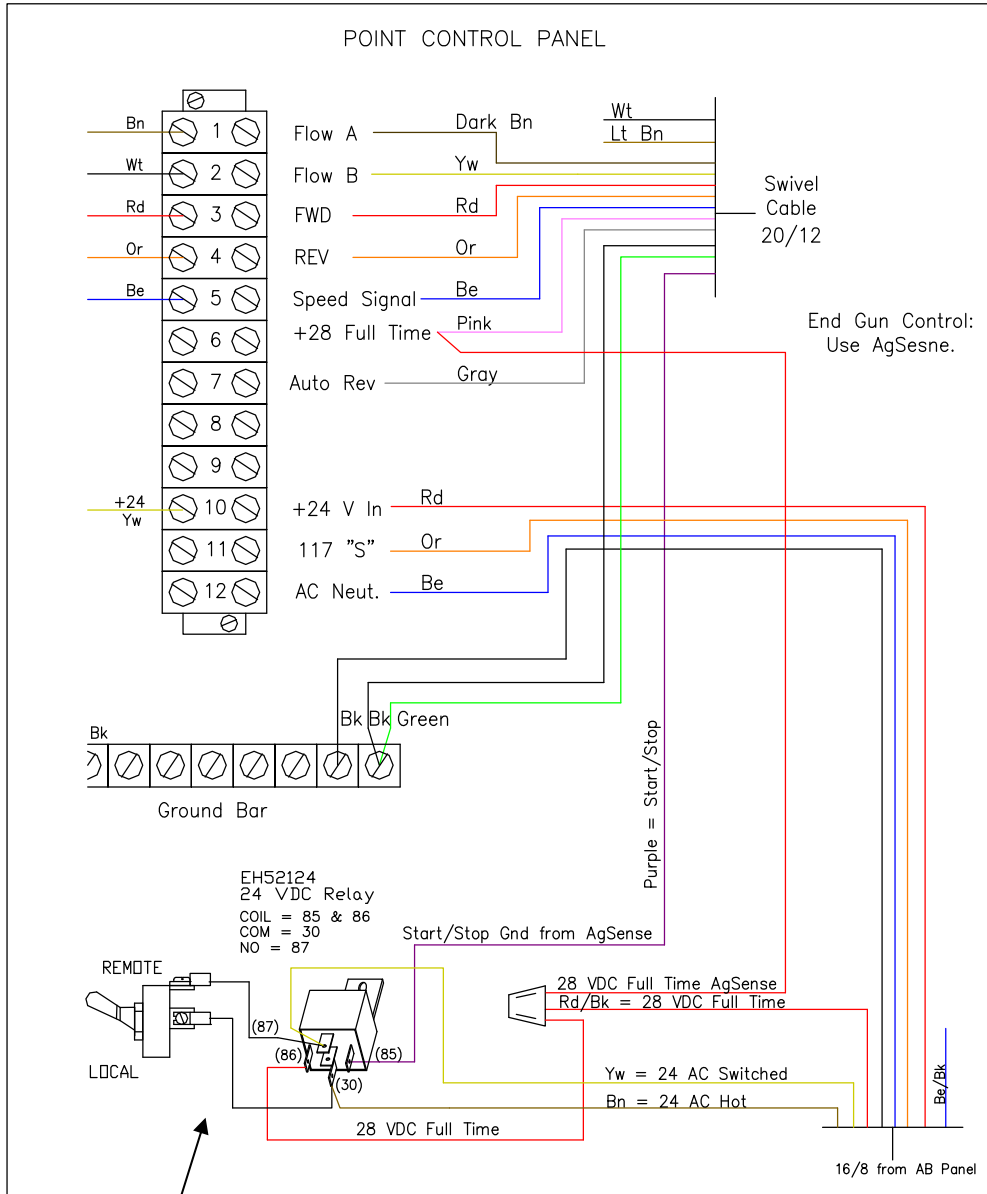 POINT CONTROL PANEL
Bn
1
Flow A
Dark Bn
Wt
Lt Bn
Wt
2
Flow B
Yw
Rd
3
FWD
Rd
Swivel
Cable
20/12
Or
4
REV
Or
Be
5
Speed Signal
Be
6
+28 Full Time
Pink
End Gun Control:
Use AgSesne.
7
Auto Rev
Gray
8
9
+24
Yw
10
+24 V In
Rd
11
117 "S"
Or
12
AC Neut.
Be
Bk
Bk
Bk
Green
Ground Bar
Purple = Start/Stop
EH52124
24 VDC Relay
COIL = 85 & 86
COM = 30
NO = 87
Start/Stop Gnd from AgSense
REMOTE
LOCAL
(87)
(86)
(85)
(30)
28 VDC Full Time AgSense
Rd/Bk = 28 VDC Full Time
Yw = 24 AC Switched
Bn = 24 AC Hot
28 VDC Full Time
Be/Bk
16/8 from AB Panel